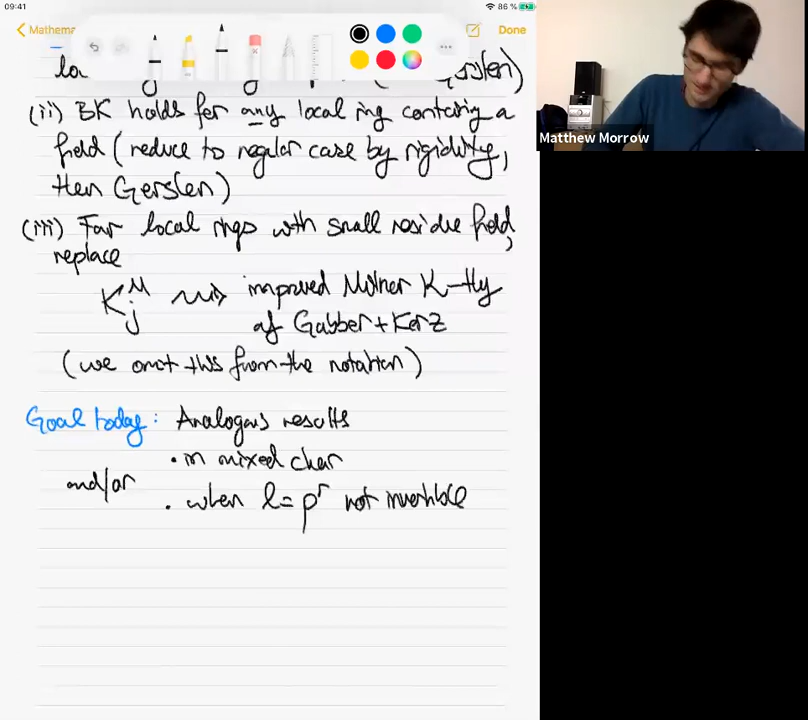 09:41
86 %
Mathema
Done
(ii) BK holds for any local ring containing a
field (reduce to regular case by rigidity,
then Gersten)
(iii) For local rings with small residue field,
replace
K_j^M ~~> improved Milnor K-thy
of Gabber + Kerz
(we omit this from the notation)
Goal today: Analogous results
• in mixed char
and/or
• when l = p^r not invertible
Matthew Morrow